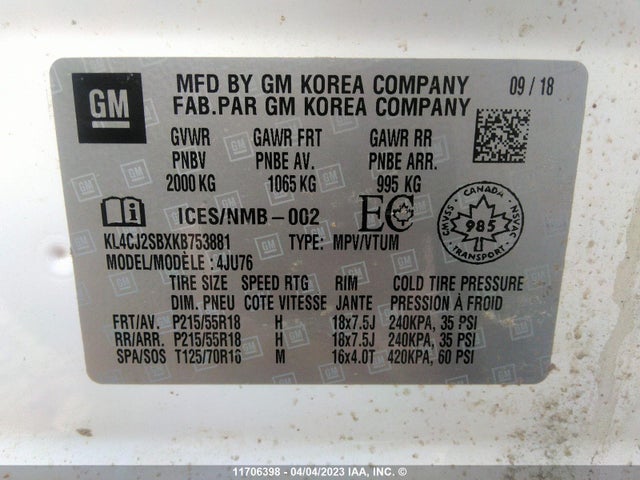 GM
MFD BY GM KOREA COMPANY 09/18
FAB.PAR GM KOREA COMPANY
GVWR GAWR FRT GAWR RR
PNBV PNBE AV. PNBE ARR.
2000 KG 1065 KG 995 KG
ICES/NMB-002 EC CANADA 985 TRANSPORT
KL4CJ2SBXKB753881 TYPE: MPV/VTUM
MODEL/MODÈLE : 4JU76
TIRE SIZE SPEED RTG RIM COLD TIRE PRESSURE
DIM. PNEU COTE VITESSE JANTE PRESSION À FROID
FRT/AV. P215/55R18 H 18x7.5J 240KPA, 35 PSI
RR/ARR. P215/55R18 H 18x7.5J 240KPA, 35 PSI
SPA/SOS T125/70R16 M 16x4.0T 420KPA, 60 PSI
11706398 - 04/04/2023 IAA, INC. ©